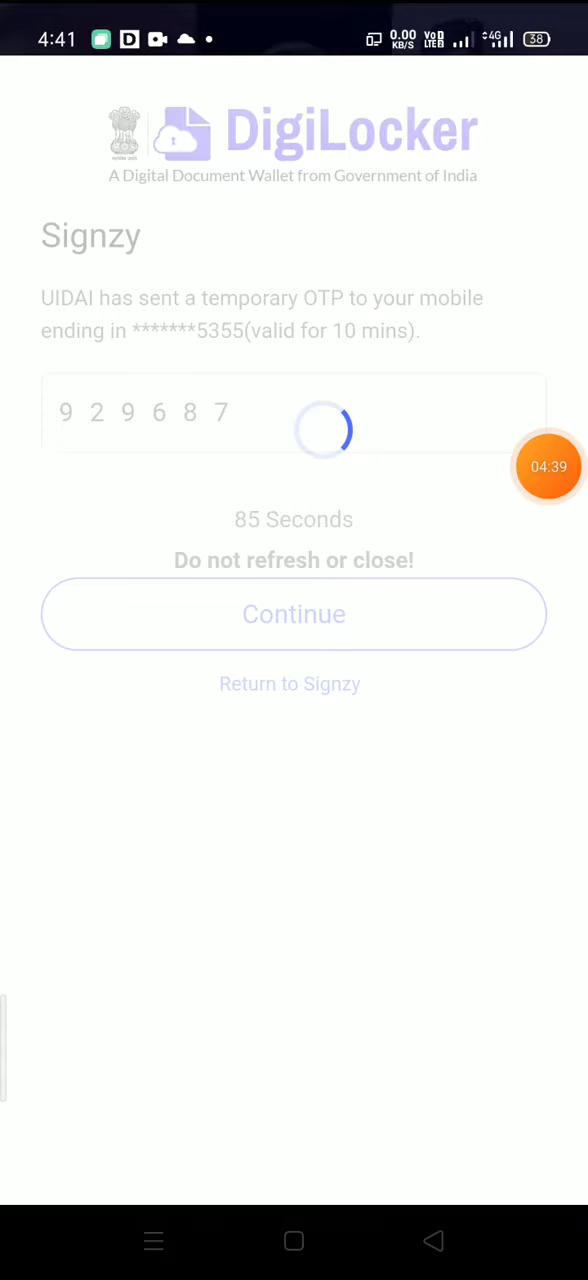 4:41 D 0.00 KB/S VoD LTE2 4G 38
DigiLocker
A Digital Document Wallet from Government of India
Signzy
UIDAI has sent a temporary OTP to your mobile
ending in *******5355(valid for 10 mins).
9 2 9 6 8 7
04:39
85 Seconds
Do not refresh or close!
Continue
Return to Signzy